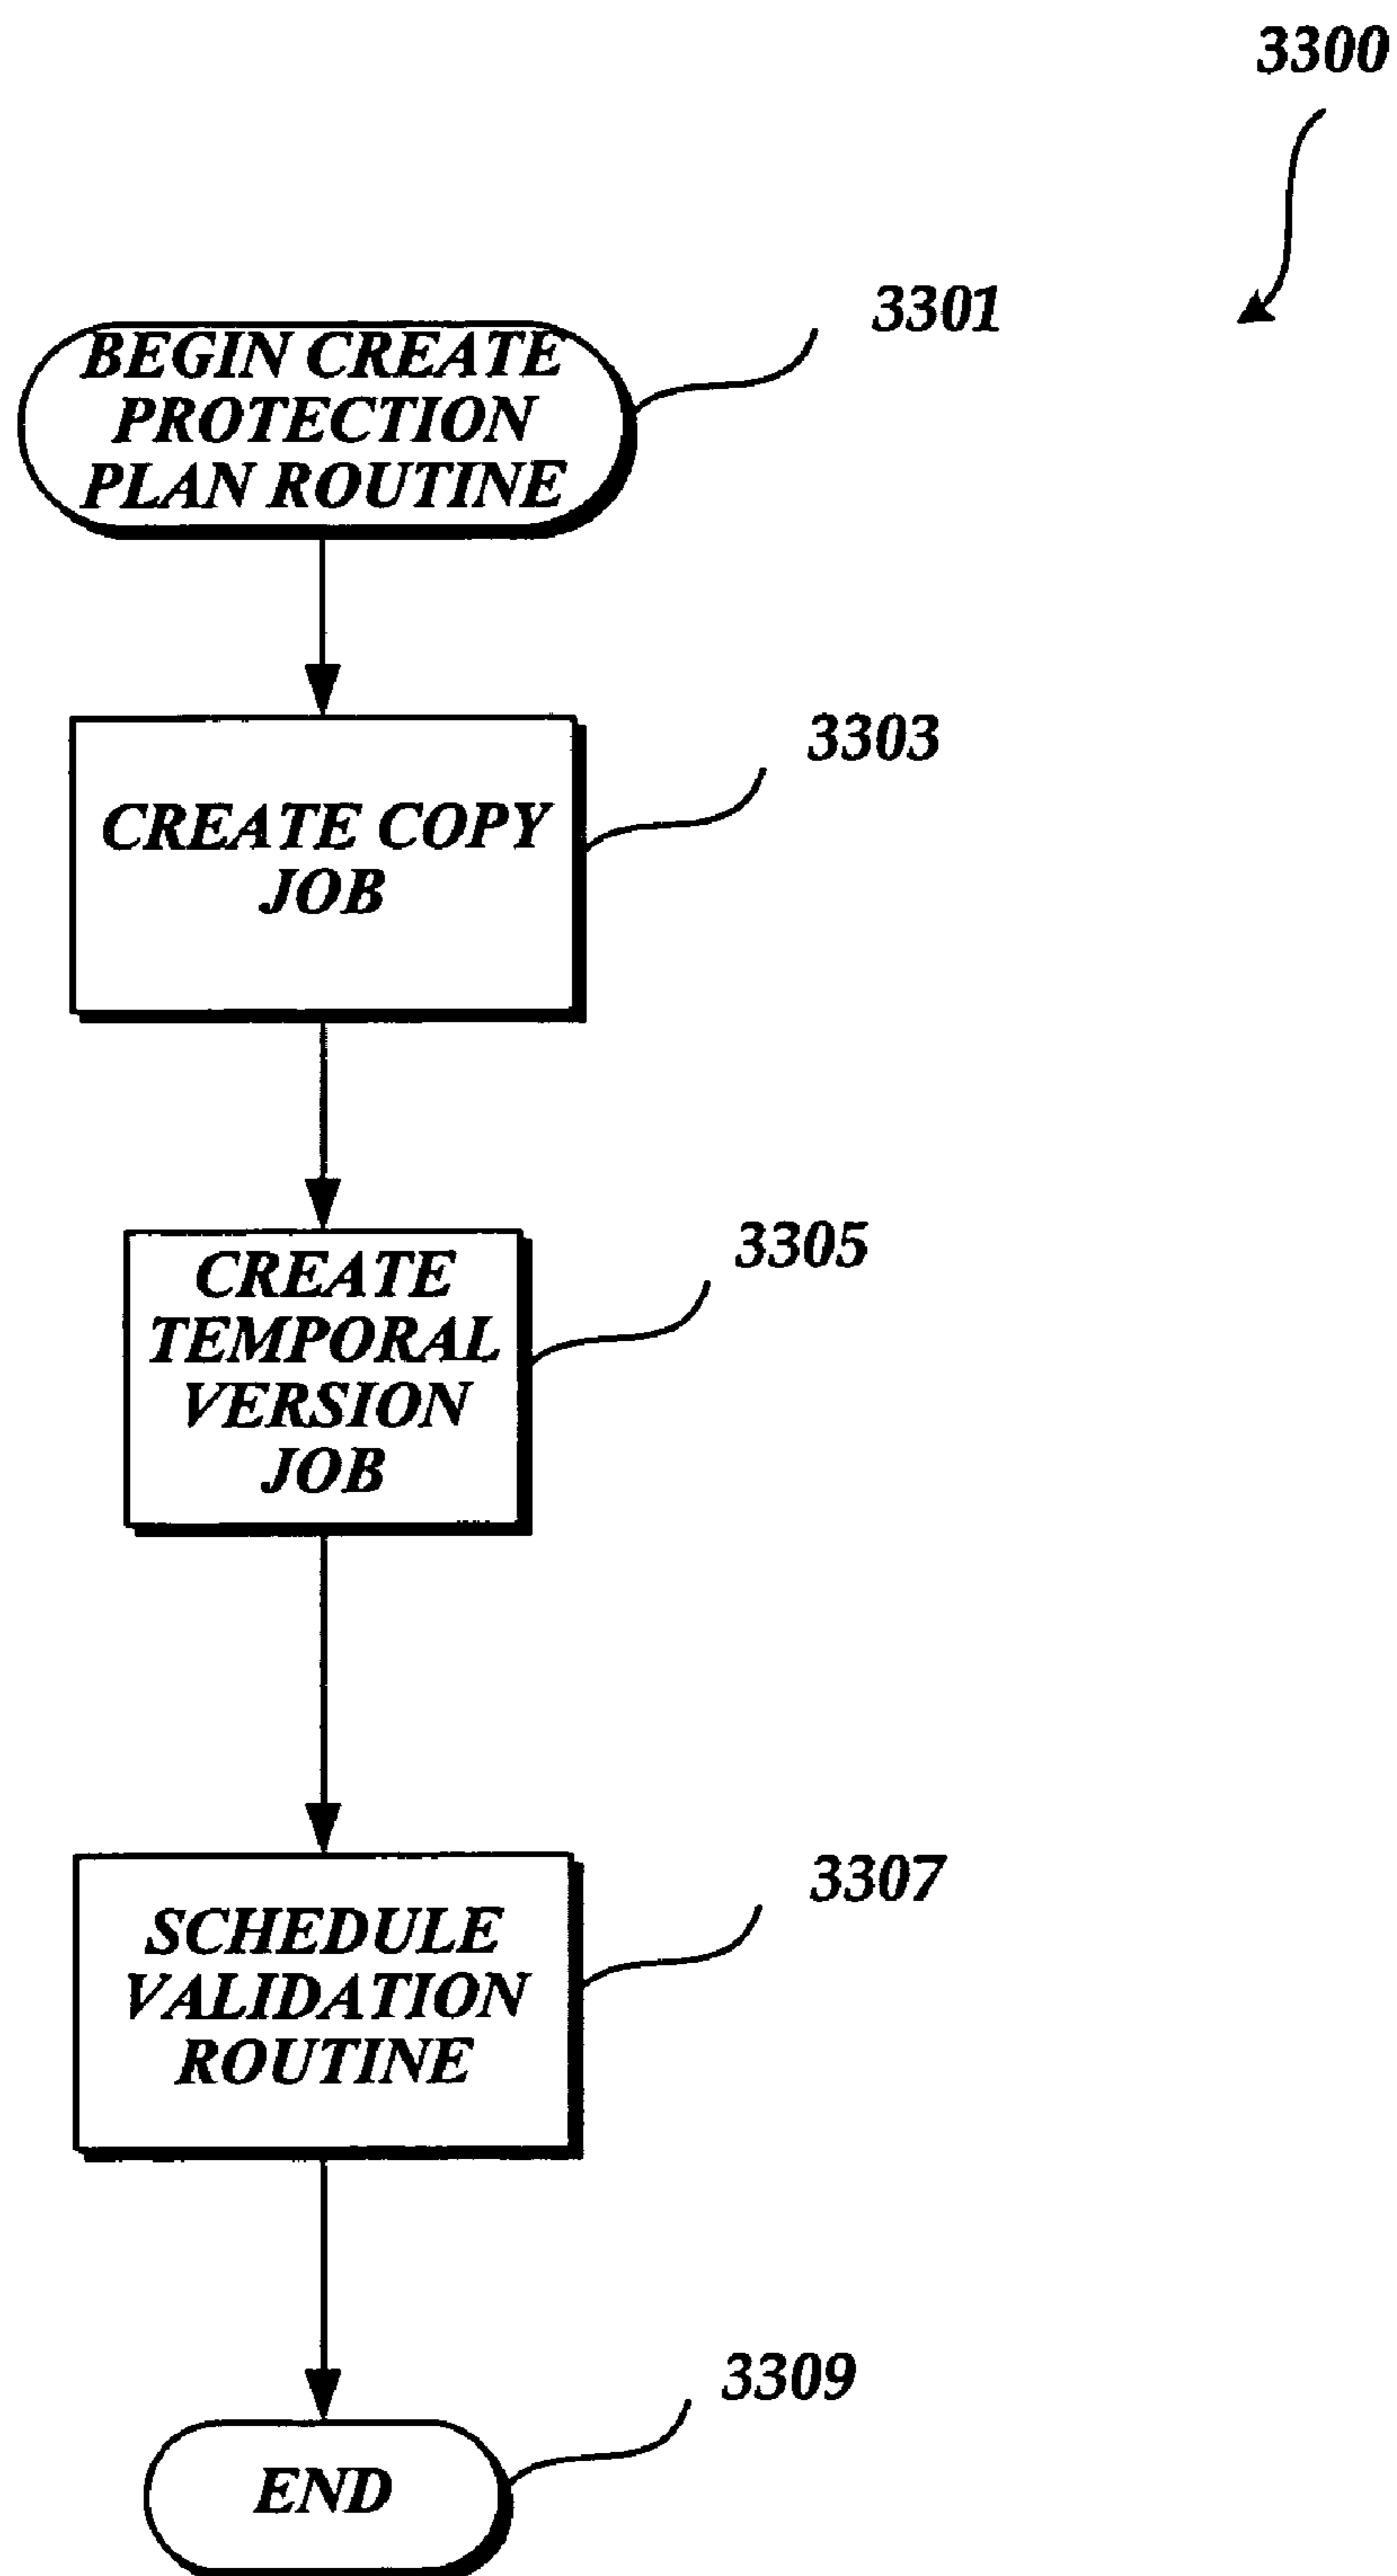 3300
3301
BEGIN CREATE
PROTECTION
PLAN ROUTINE
3303
CREATE COPY
JOB
3305
CREATE
TEMPORAL
VERSION
JOB
3307
SCHEDULE
VALIDATION
ROUTINE
3309
END